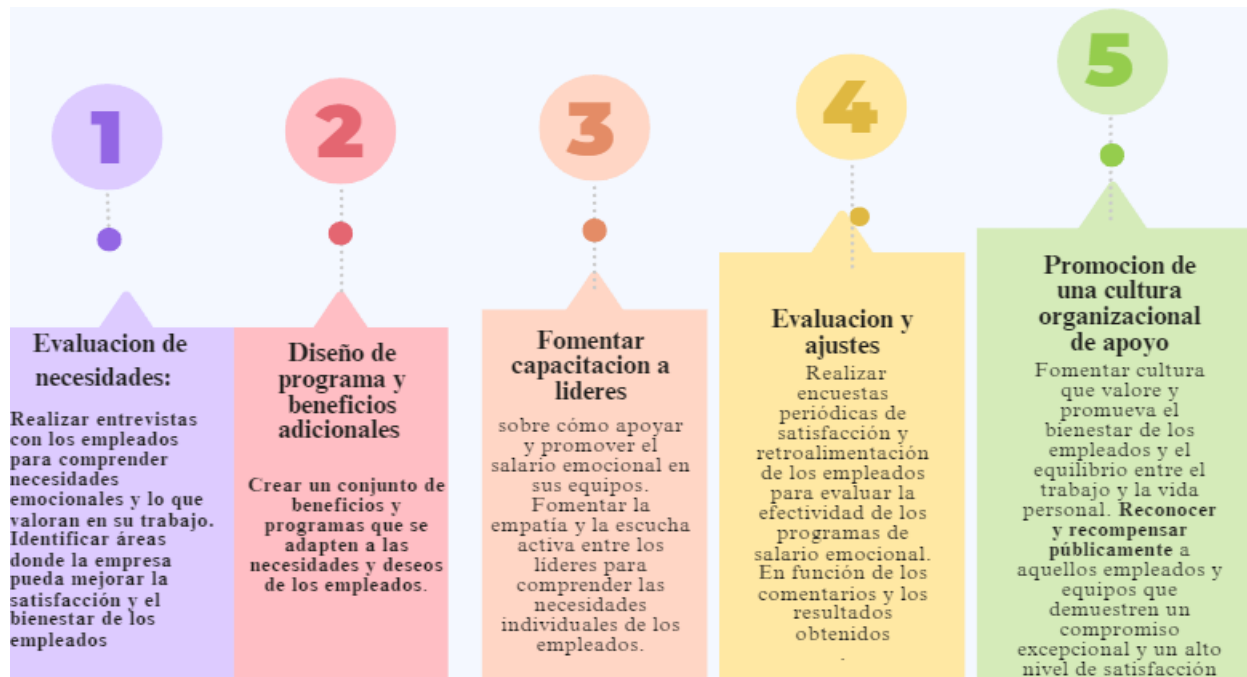 1
Evaluacion de
necesidades:
Realizar entrevistas
con los empleados
para comprender
necesidades
emocionales y lo que
valoran en su trabajo.
Identificar áreas
donde la empresa
pueda mejorar la
satisfacción y el
bienestar de los
empleados
2
Diseño de
programa y
beneficios
adicionales
Crear un conjunto de
beneficios y
programas que se
adapten a las
necesidades y deseos
de los empleados.
3
Fomentar
capacitacion a
lideres
sobre cómo apoyar
y promover el
salario emocional en
sus equipos.
Fomentar la
empatía y la escucha
activa entre los
líderes para
comprender las
necesidades
individuales de los
empleados.
4
Evaluacion y
ajustes
Realizar
encuestas
periódicas de
satisfacción y
retroalimentación
de los empleados
para evaluar la
efectividad de los
programas de
salario emocional.
En función de los
comentarios y los
resultados
obtenidos
.
5
Promocion de
una cultura
organizacional
de apoyo
Fomentar cultura
que valore y
promueva el
bienestar de los
empleados y el
equilibrio entre el
trabajo y la vida
personal. Reconocer
y recompensar
públicamente a
aquellos empleados y
equipos que
demuestren un
compromiso
excepcional y un alto
nivel de satisfacción